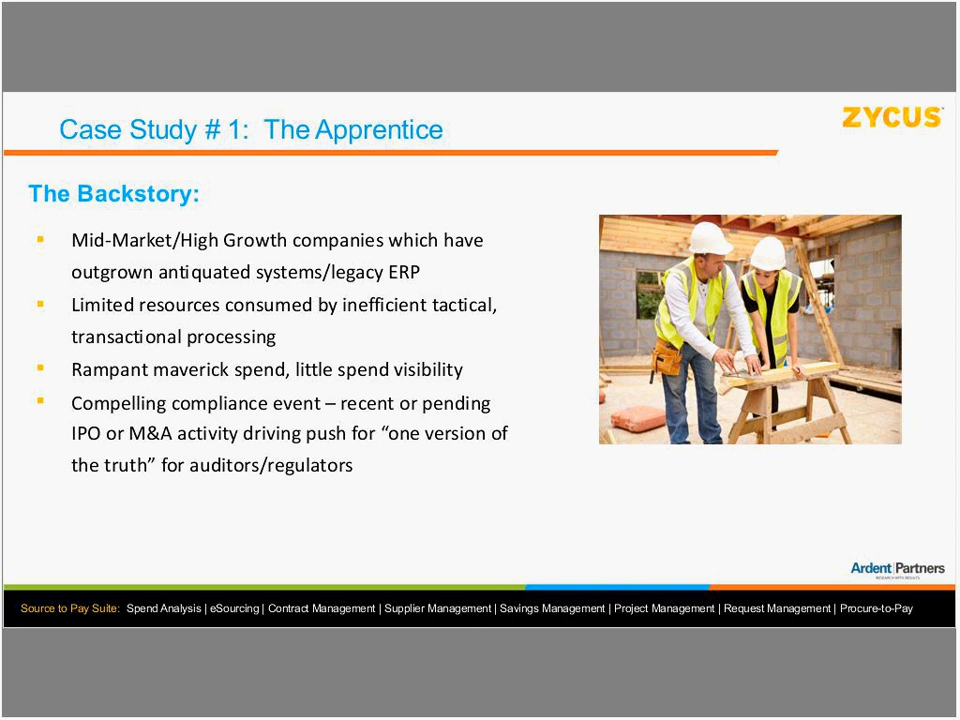 Case Study # 1: The Apprentice
ZYCUS
The Backstory:
▪ Mid-Market/High Growth companies which have
outgrown antiquated systems/legacy ERP
▪ Limited resources consumed by inefficient tactical,
transactional processing
▪ Rampant maverick spend, little spend visibility
▪ Compelling compliance event – recent or pending
IPO or M&A activity driving push for “one version of
the truth” for auditors/regulators
Ardent|Partners
RESEARCH WITH RESULTS
Source to Pay Suite: Spend Analysis | eSourcing | Contract Management | Supplier Management | Savings Management | Project Management | Request Management | Procure-to-Pay